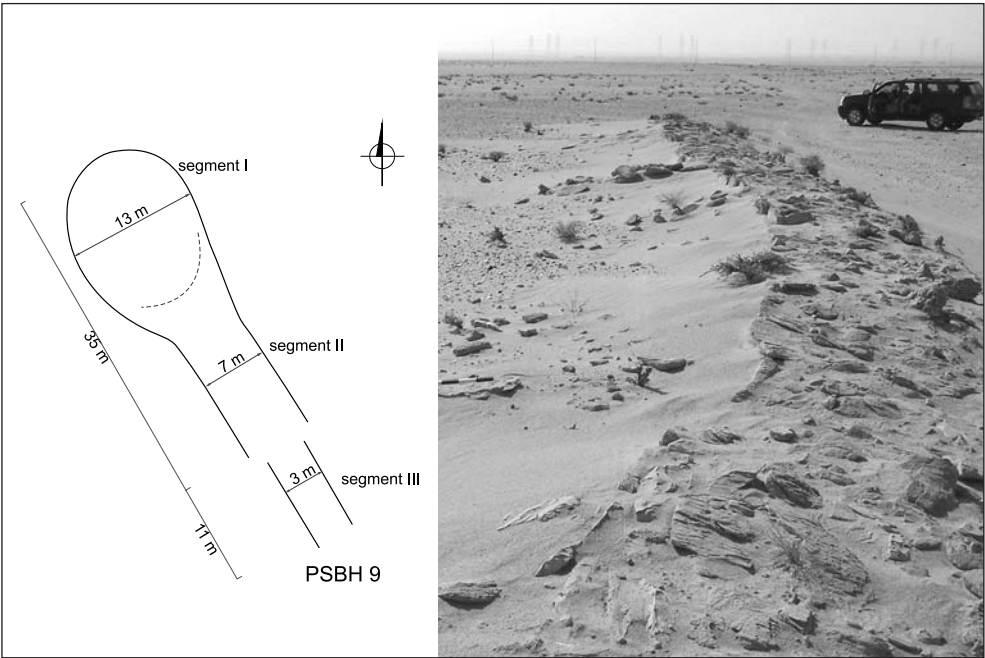 segment I
13 m
35 m
segment II
7 m
segment III
3 m
11 m
PSBH 9